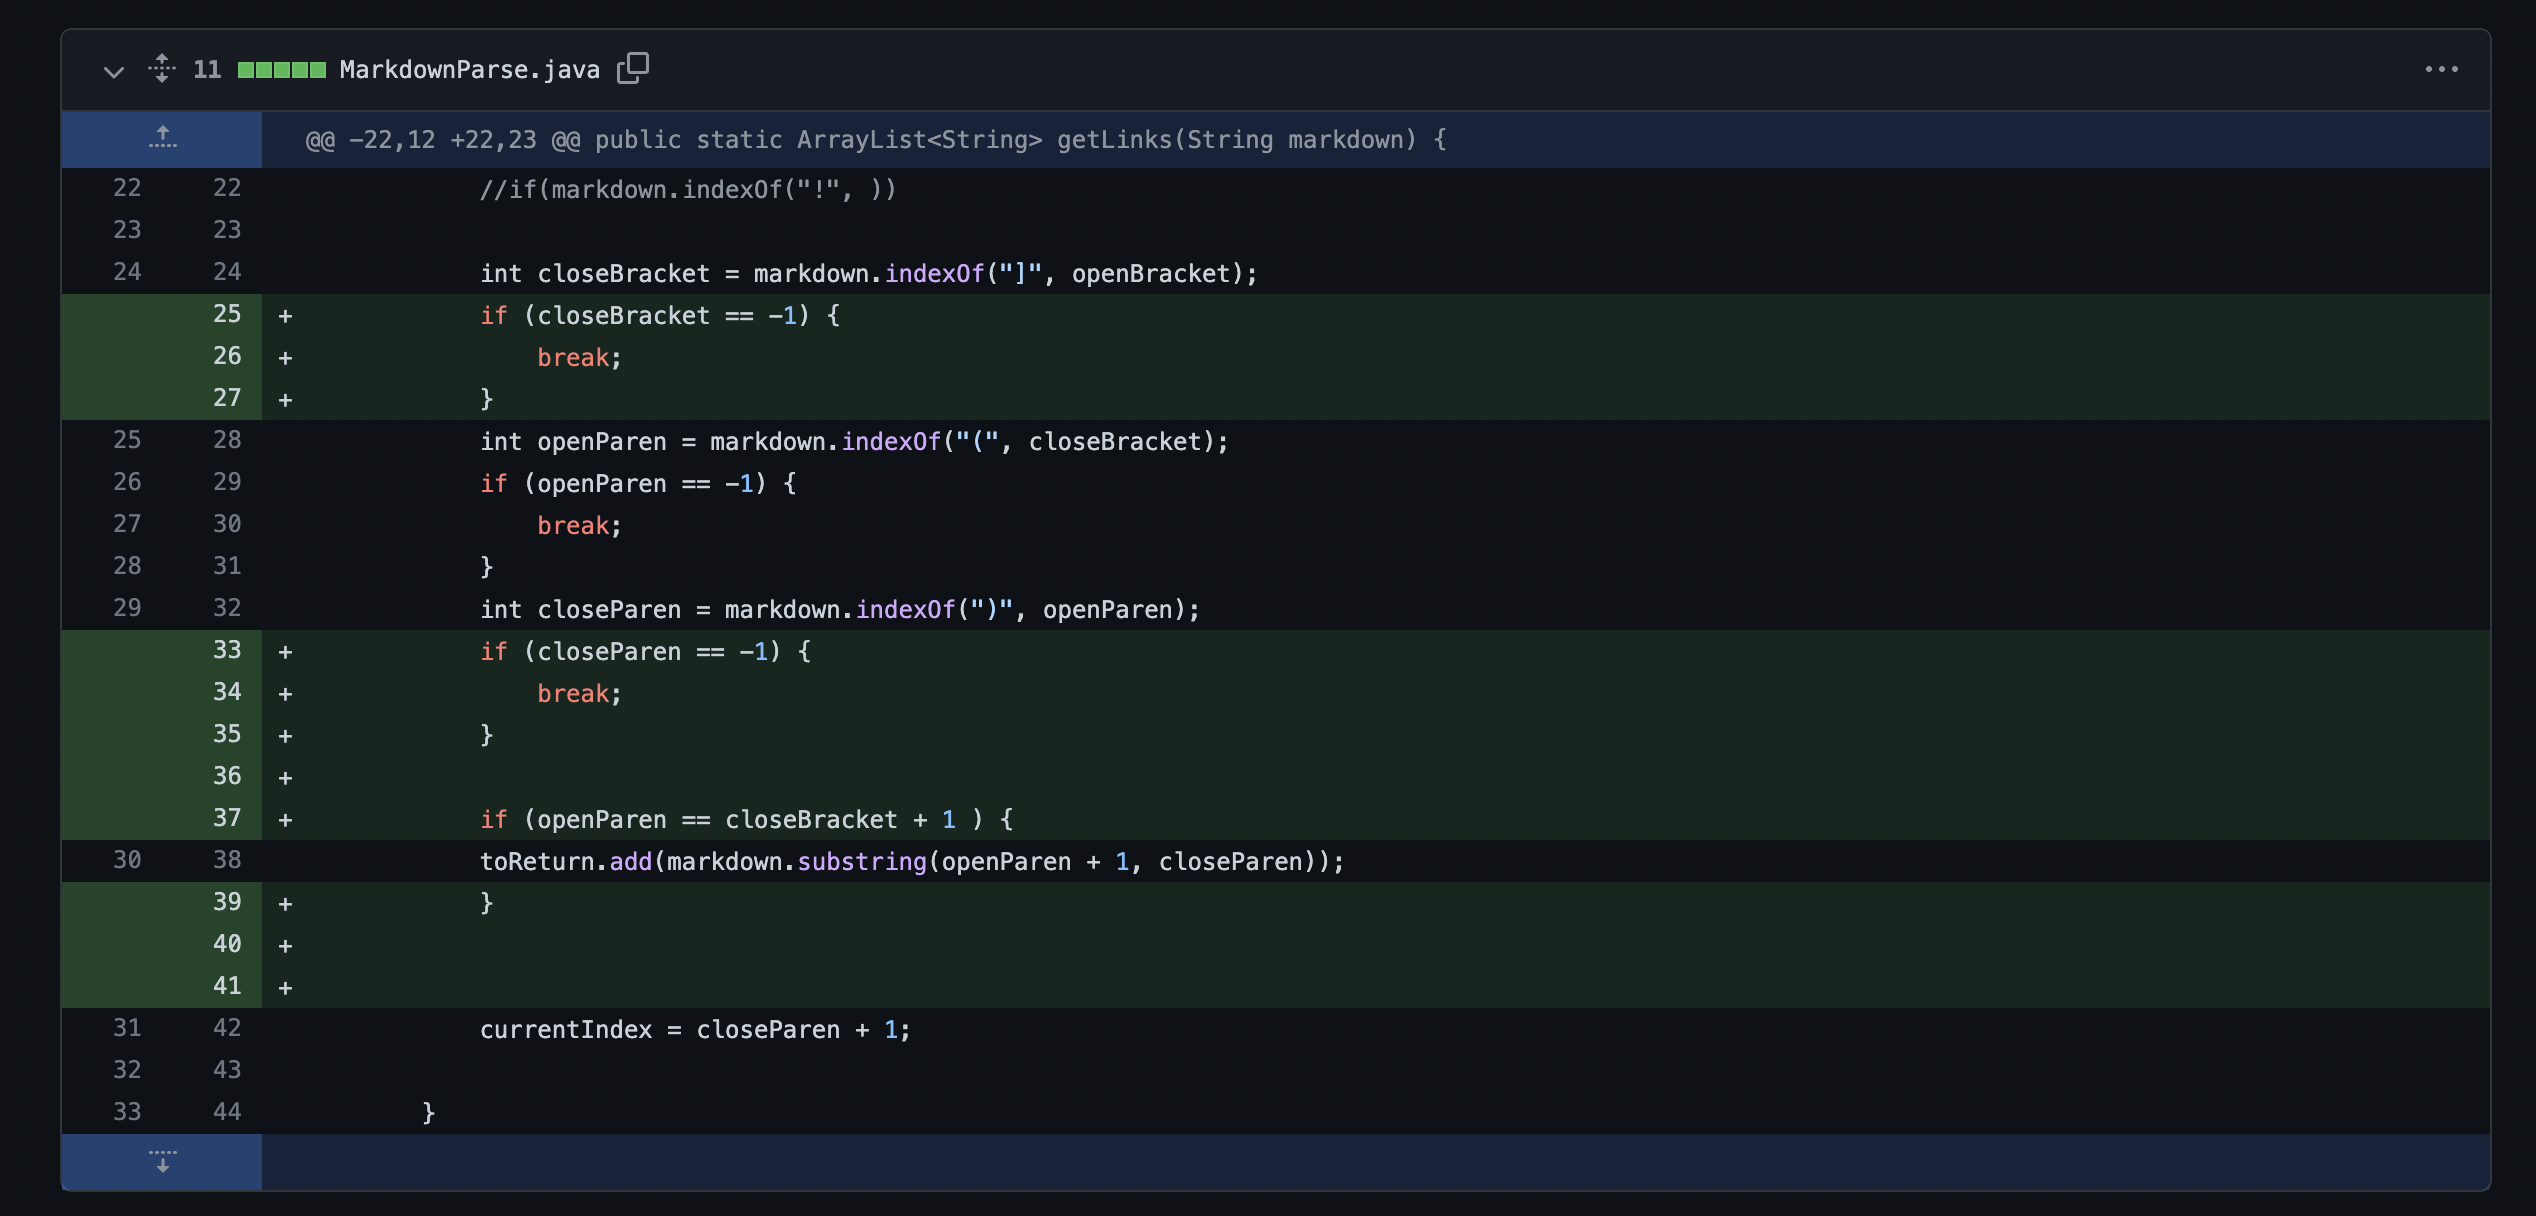 11 MarkdownParse.java
@@ -22,12 +22,23 @@ public static ArrayList<String> getLinks(String markdown) {
22 22 //if(markdown.indexOf("!", ))
23 23
24 24 int closeBracket = markdown.indexOf("]", openBracket);
25 + if (closeBracket == -1) {
26 + break;
27 + }
25 28 int openParen = markdown.indexOf("(", closeBracket);
26 29 if (openParen == -1) {
27 30 break;
28 31 }
29 32 int closeParen = markdown.indexOf(")", openParen);
33 + if (closeParen == -1) {
34 + break;
35 + }
36 +
37 + if (openParen == closeBracket + 1 ) {
30 38 toReturn.add(markdown.substring(openParen + 1, closeParen));
39 + }
40 +
41 +
31 42 currentIndex = closeParen + 1;
32 43
33 44 }